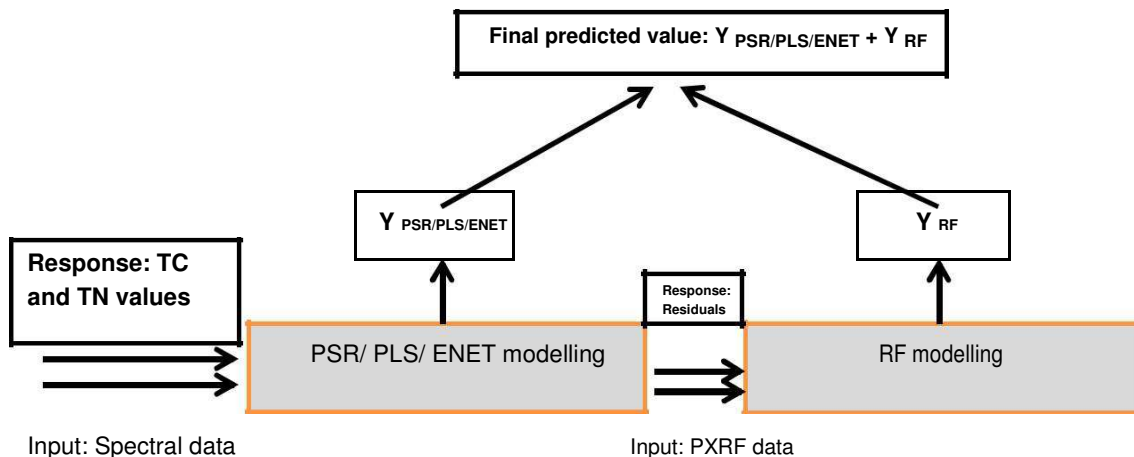 Final predicted value: Y PSR/PLS/ENET + Y RF
Y PSR/PLS/ENET
Y RF
Response: TC
and TN values
Response:
Residuals
PSR/ PLS/ ENET modelling
RF modelling
Input: Spectral data
Input: PXRF data